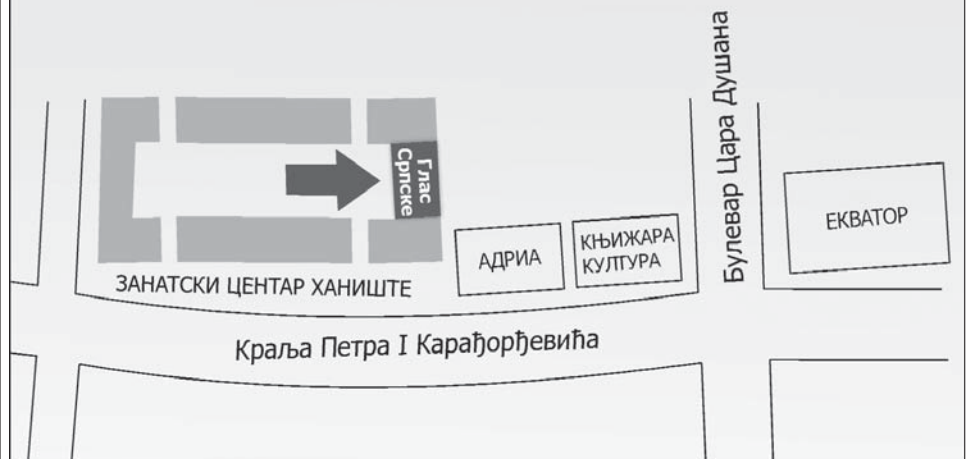 Булевар Цара Душана
Глас
Српске
ЕКВАТОР
АДРИА
КЊИЖАРА
КУЛТУРА
ЗАНАТСКИ ЦЕНТАР ХАНИШТЕ
Краља Петра I Карађорђевића